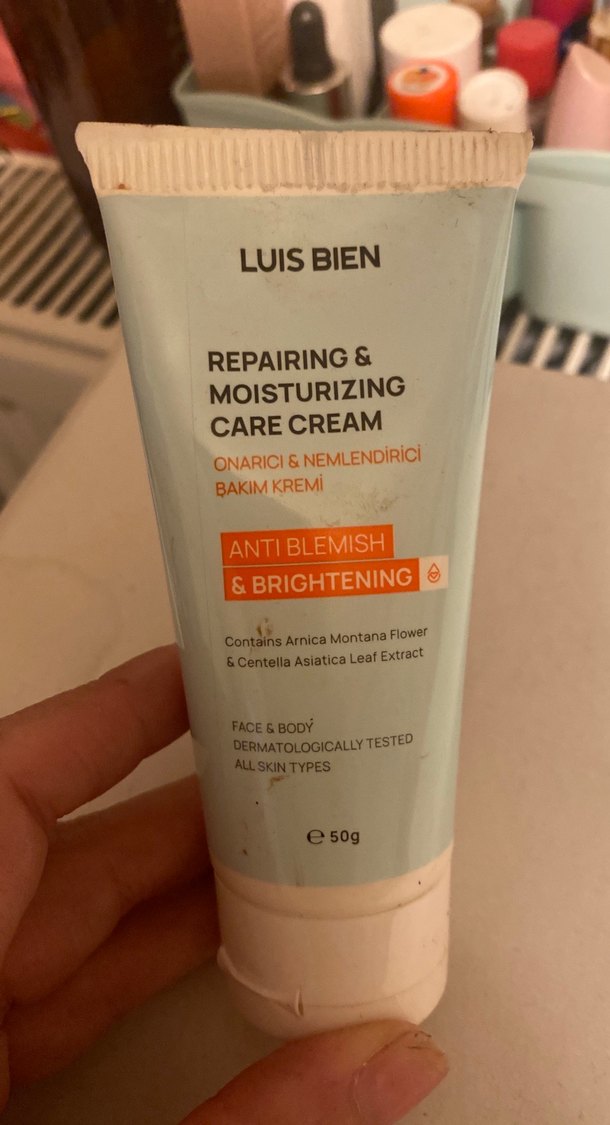 LUIS BIEN
REPAIRING &
MOISTURIZING
CARE CREAM
ONARICI & NEMLENDİRİCİ
BAKIM KREMİ
ANTI BLEMISH
& BRIGHTENING
Contains Arnica Montana Flower
& Centella Asiatica Leaf Extract
FACE & BODY
DERMATOLOGICALLY TESTED
ALL SKIN TYPES
℮ 50g